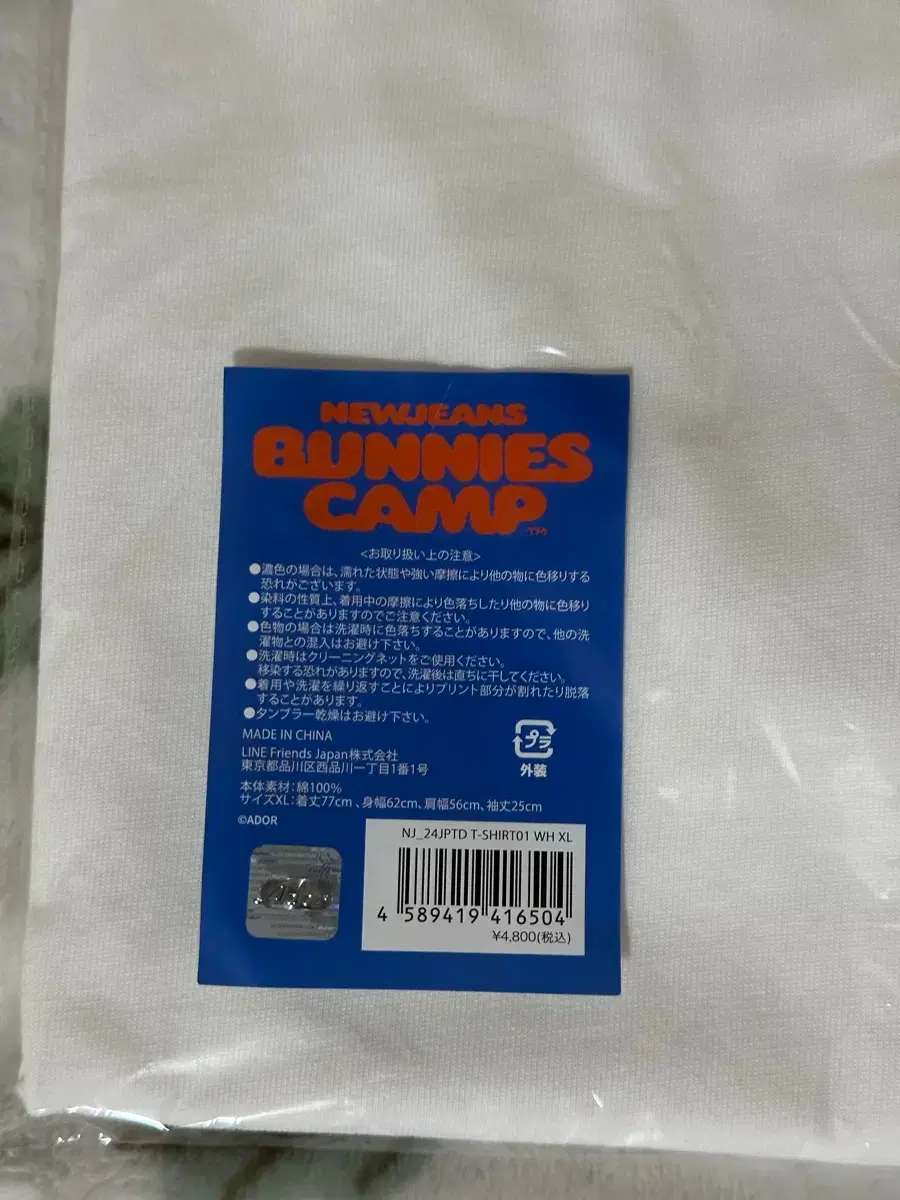 NEWJEANS
BUNNIES
CAMP TM
<お取り扱い上の注意>
●濃色の場合は、濡れた状態や強い摩擦により他の物に色移りする
恐れがございます。
●染料の性質上、着用中の摩擦により色落ちしたり他の物に色移り
することがありますのでご注意ください。
●色物の場合は洗濯時に色落ちすることがありますので、他の洗
濯物との混入はお避け下さい。
●洗濯時はクリーニングネットをご使用ください。
移染する恐れがありますので、洗濯後は直ちに干してください。
●着用や洗濯を繰り返すことによりプリント部分が割れたり脱落
することがあります。
●タンブラー乾燥はお避け下さい。
MADE IN CHINA
LINE Friends Japan株式会社
東京都品川区西品川一丁目1番1号
プラ
外装
本体素材:綿100%
サイズXL:着丈77cm、身幅62cm、肩幅56cm、袖丈25cm
©ADOR
NJ_24JPTD T-SHIRT01 WH XL
4 589419 416504
¥4,800(税込)